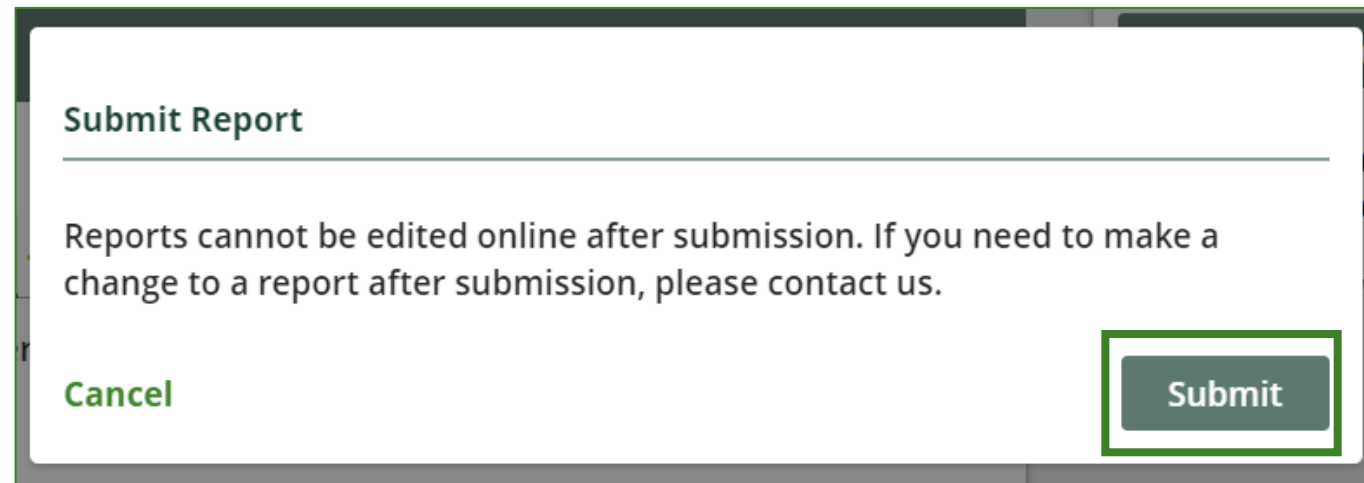 Submit Report
Reports cannot be edited online after submission. If you need to make a
change to a report after submission, please contact us.
Cancel
Submit